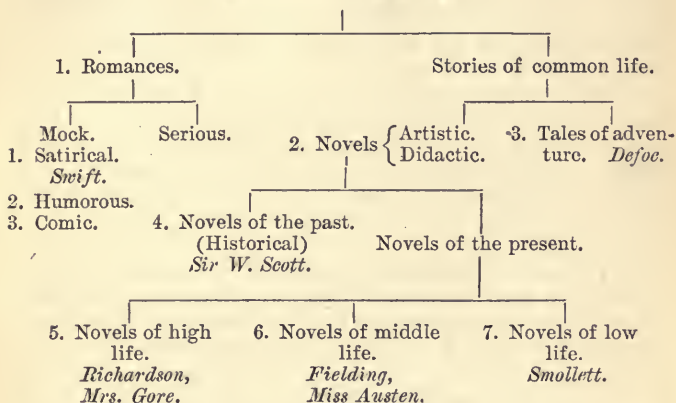 1. Romances.
Stories of common life.
Mock.
1. Satirical.
Swift.
2. Humorous.
3. Comic.
Serious.
2. Novels { Artistic.
Didactic.
3. Tales of adven-
ture. Defoe.
4. Novels of the past.
(Historical)
Sir W. Scott.
Novels of the present.
5. Novels of high
life.
Richardson,
Mrs. Gore.
6. Novels of middle
life.
Fielding,
Miss Austen.
7. Novels of low
life.
Smollett.